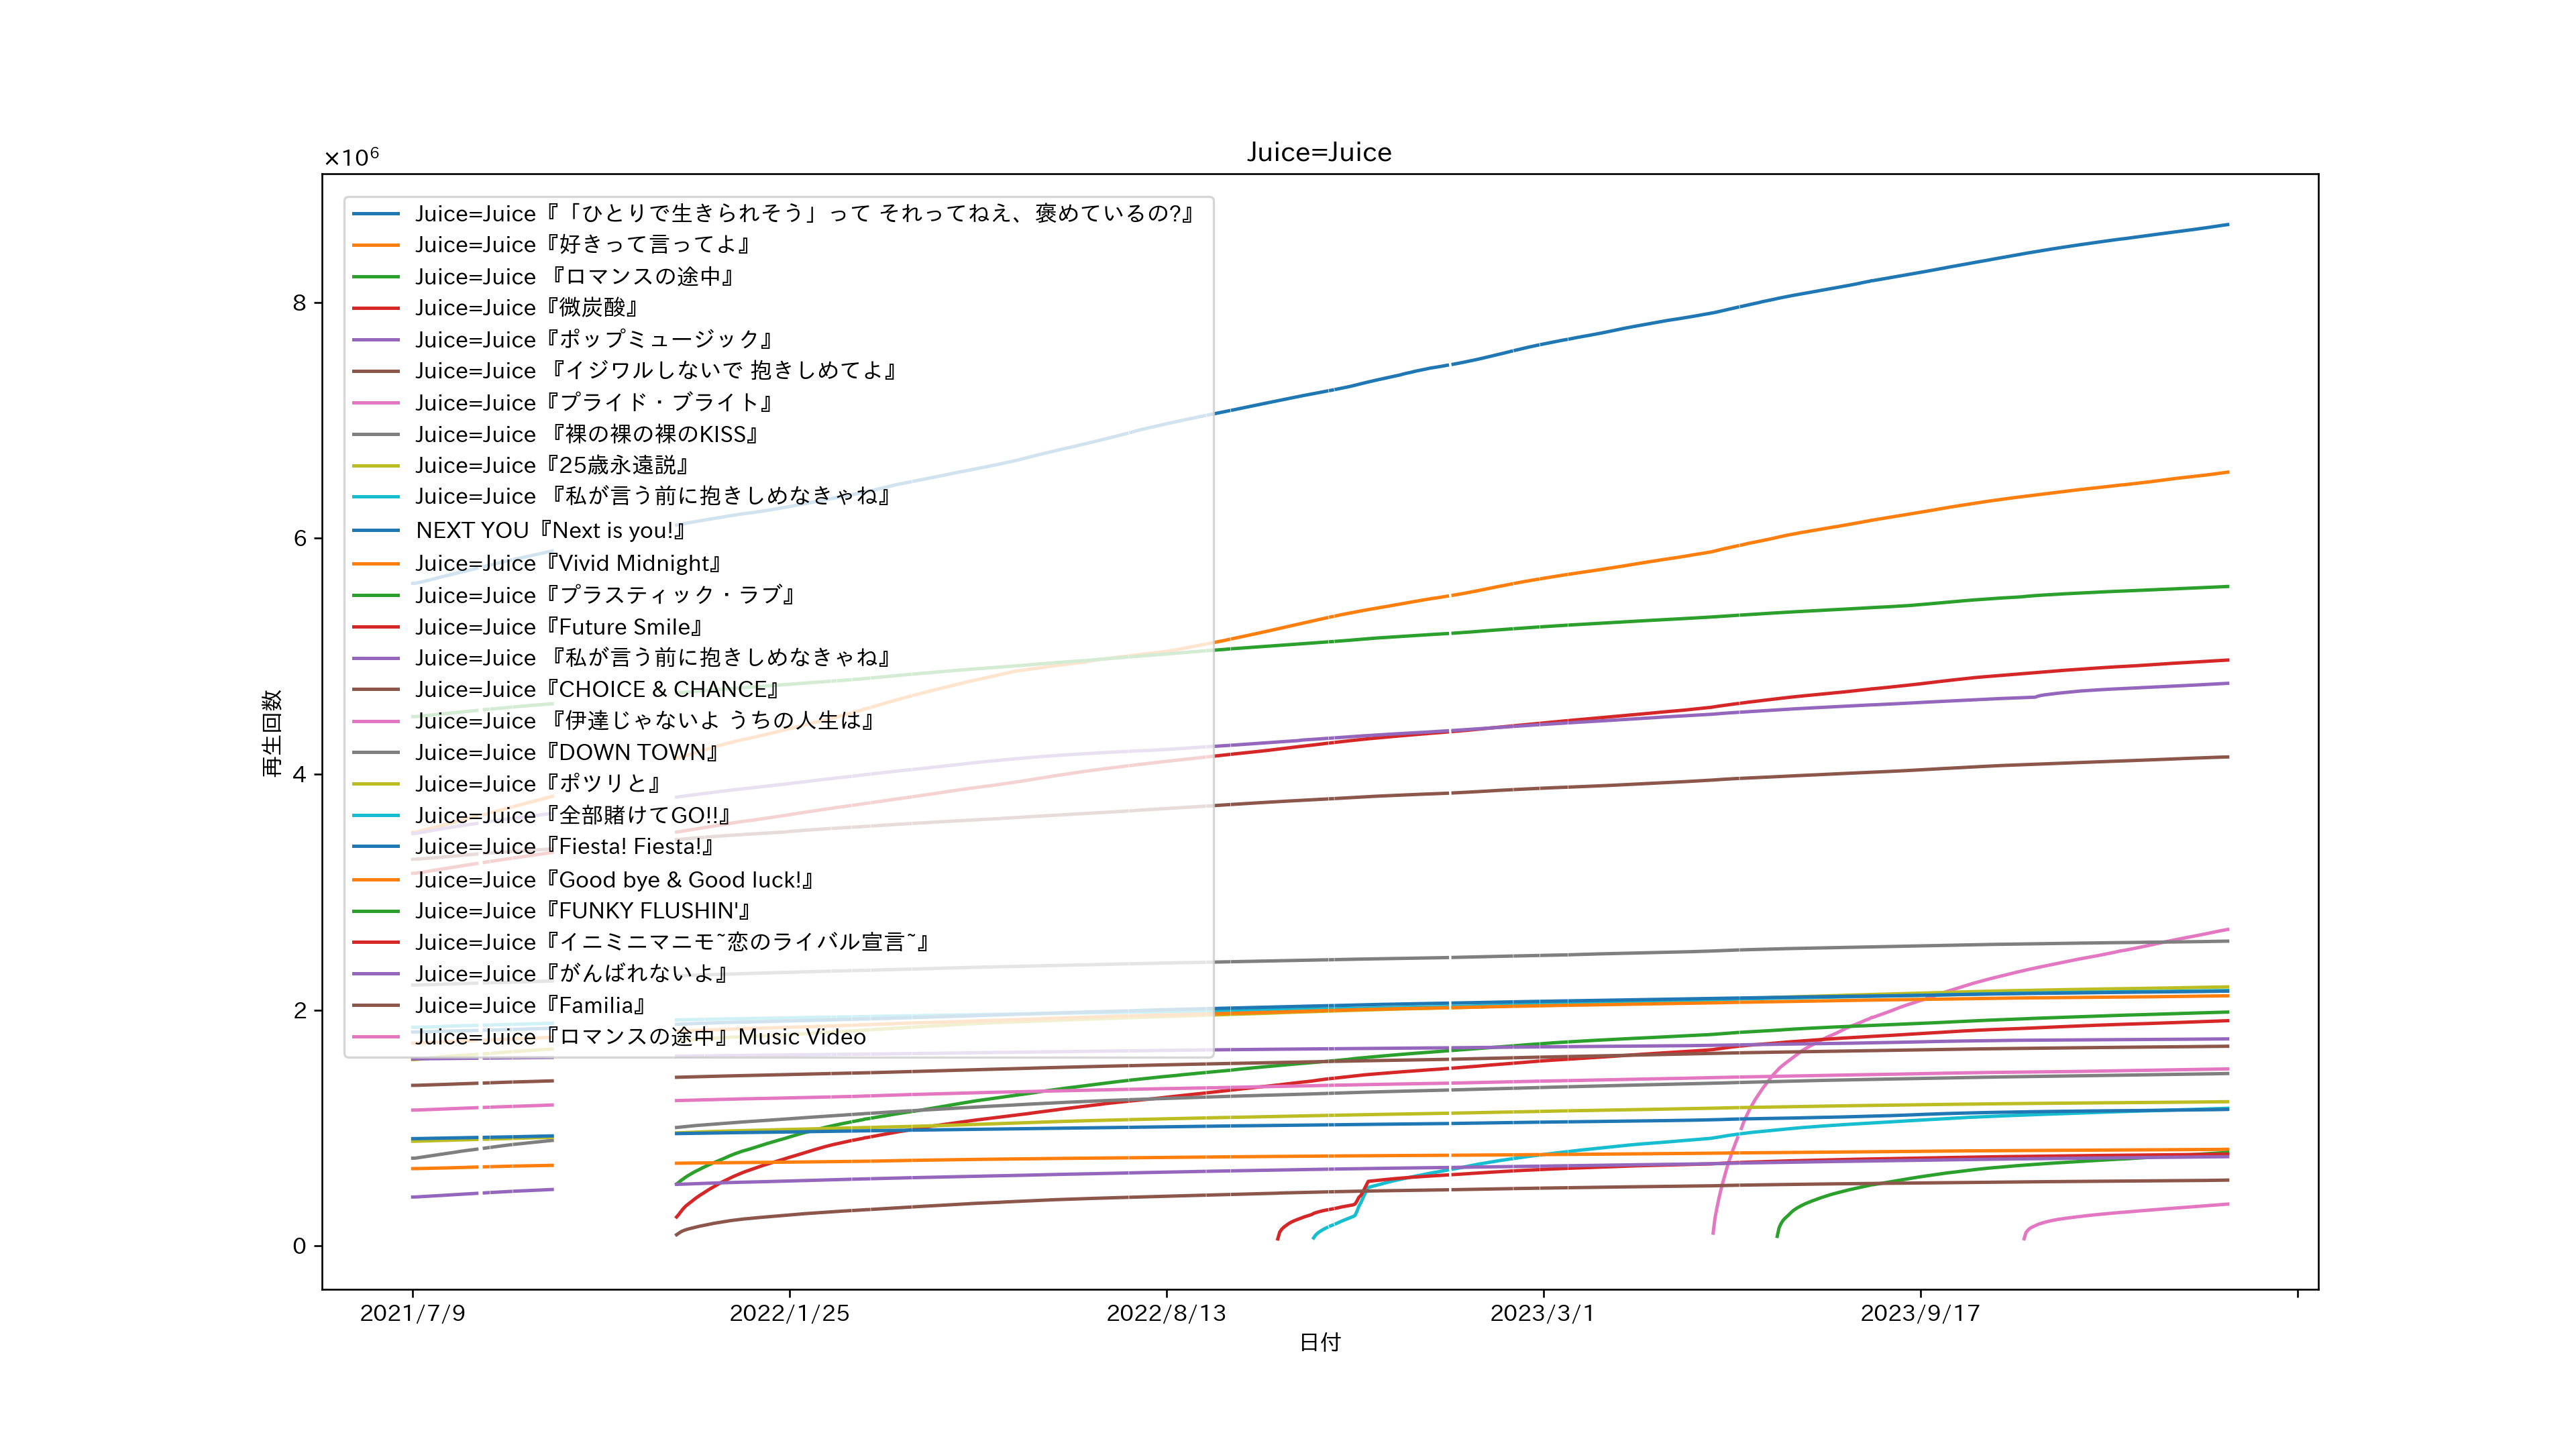 Juice=Juice
×10⁶
Juice=Juice『「ひとりで生きられそう」って それってねえ、褒めているの?』
Juice=Juice『好きって言ってよ』
Juice=Juice 『ロマンスの途中』
Juice=Juice『微炭酸』
Juice=Juice『ポップミュージック』
Juice=Juice 『イジワルしないで 抱きしめてよ』
Juice=Juice『プライド・ブライト』
Juice=Juice 『裸の裸の裸のKISS』
Juice=Juice『25歳永遠説』
Juice=Juice 『私が言う前に抱きしめなきゃね』
NEXT YOU『Next is you!』
Juice=Juice『Vivid Midnight』
Juice=Juice『プラスティック・ラブ』
Juice=Juice『Future Smile』
Juice=Juice 『私が言う前に抱きしめなきゃね』
Juice=Juice『CHOICE & CHANCE』
Juice=Juice『伊達じゃないよ うちの人生は』
Juice=Juice『DOWN TOWN』
Juice=Juice『ポツリと』
Juice=Juice『全部賭けてGO!!』
Juice=Juice『Fiesta! Fiesta!』
Juice=Juice『Good bye & Good luck!』
Juice=Juice『FUNKY FLUSHIN'』
Juice=Juice『イニミニマニモ~恋のライバル宣言~』
Juice=Juice『がんばれないよ』
Juice=Juice『Familia』
Juice=Juice『ロマンスの途中』Music Video
8
6
4
2
0
再生回数
2021/7/9
2022/1/25
2022/8/13
2023/3/1
2023/9/17
日付